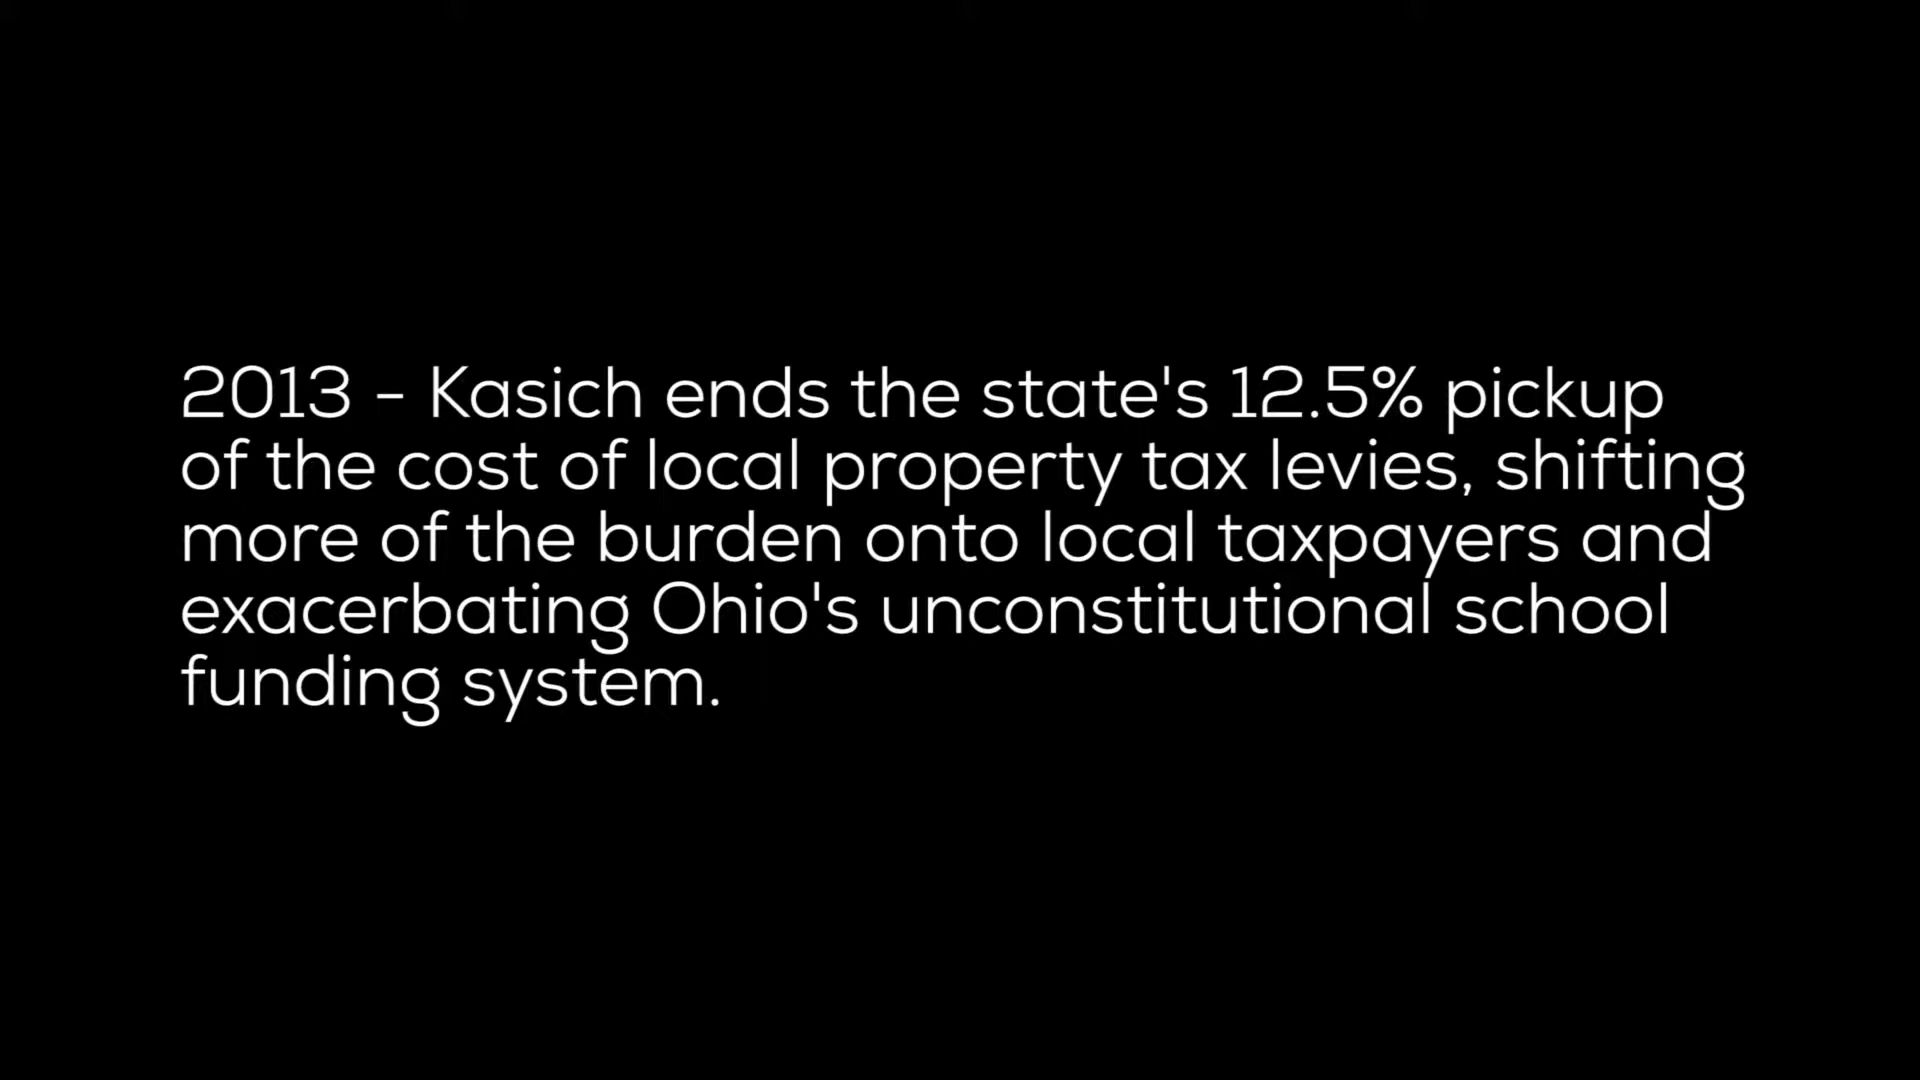 2013 - Kasich ends the state's 12.5% pickup
of the cost of local property tax levies, shifting
more of the burden onto local taxpayers and
exacerbating Ohio's unconstitutional school
funding system.